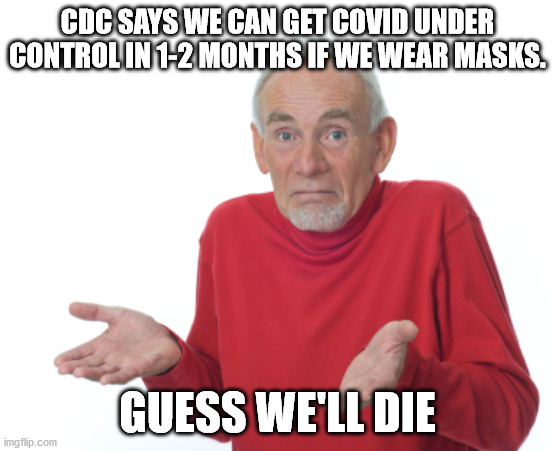 CDC SAYS WE CAN GET COVID UNDER
CONTROL IN 1-2 MONTHS IF WE WEAR MASKS.
GUESS WE'LL DIE
imgflip.com